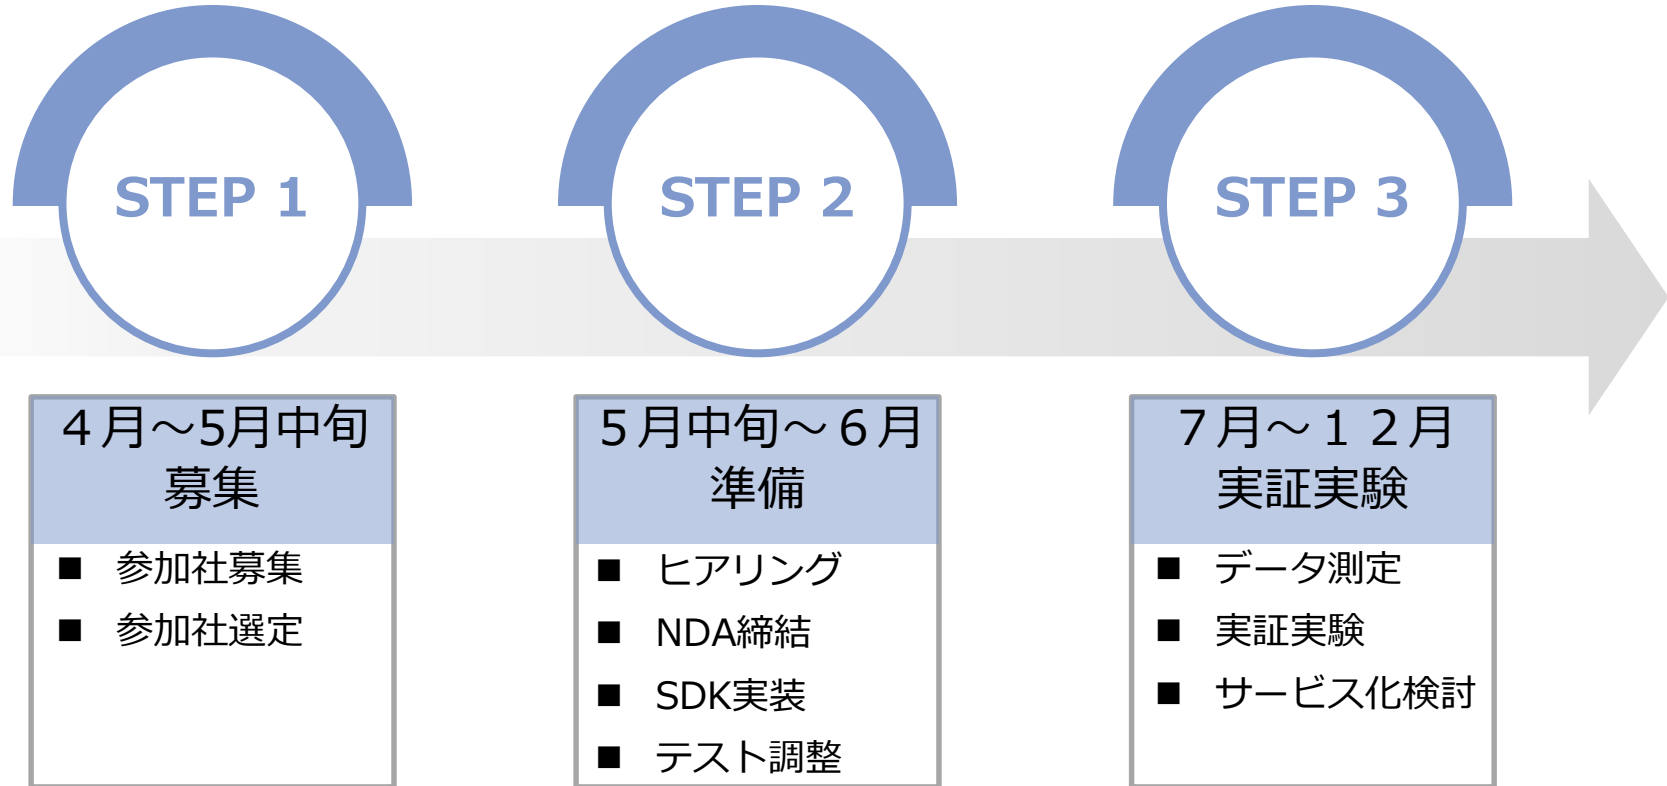 STEP 1
４月～5月中旬
募集
■ 参加社募集
■ 参加社選定
STEP 2
５月中旬～６月
準備
■ ヒアリング
■ NDA締結
■ SDK実装
■ テスト調整
STEP 3
７月～１２月
実証実験
■ データ測定
■ 実証実験
■ サービス化検討